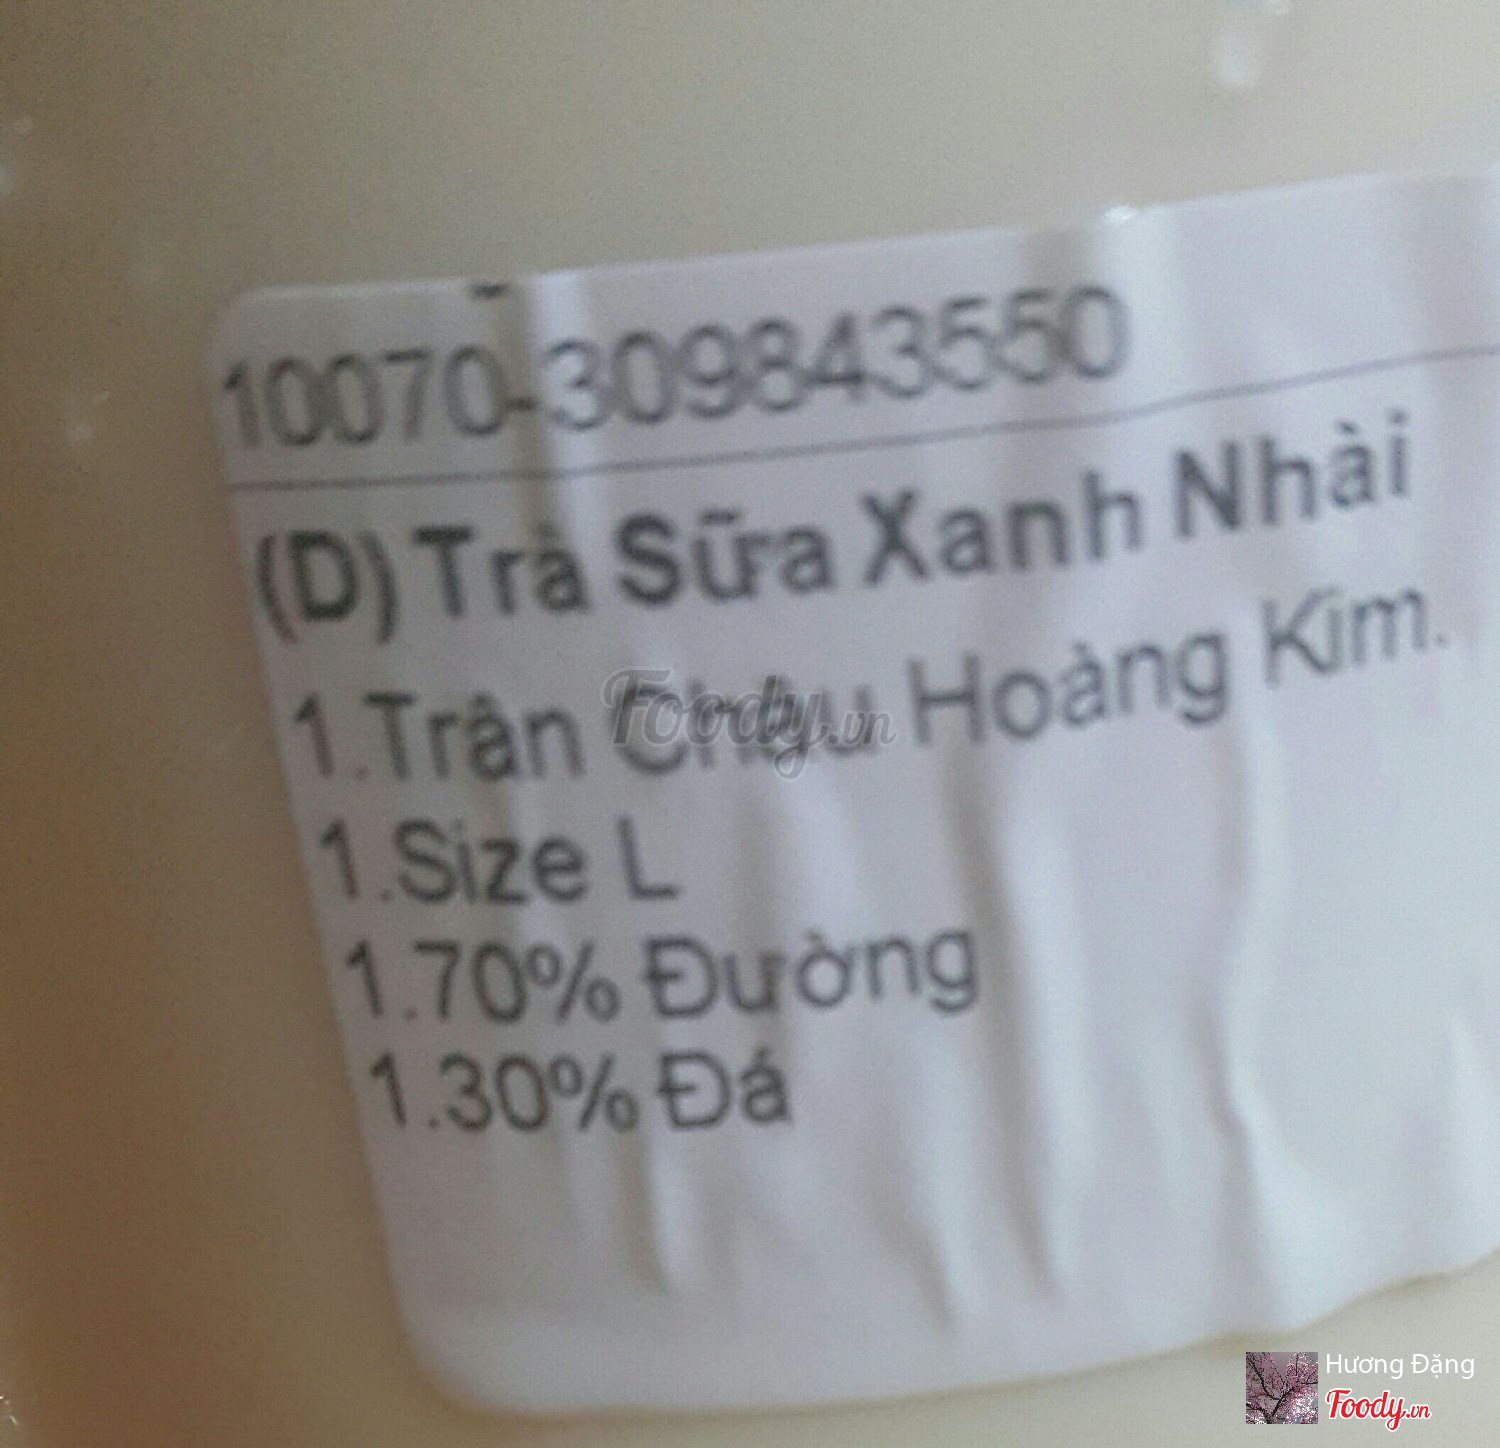 10070-309843550
(D) Trà Sữa Xanh Nhài
1.Trân Châu Hoàng Kim.
Foody.vn
1.Size L
1.70% Đường
1.30% Đá
Hương Đặng
Foody.vn